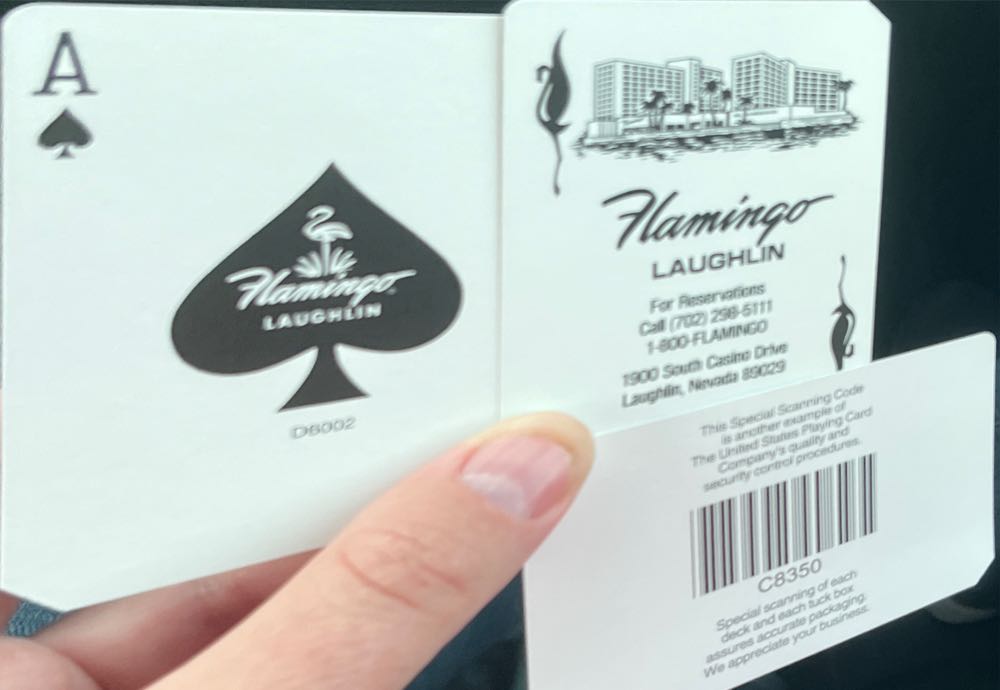 A
Flamingo
LAUGHLIN
D6002
Flamingo
LAUGHLIN
For Reservations
Call (702) 298-5111
1-800-FLAMINGO
1900 South Casino Drive
Laughlin, Nevada 89029
J
This Special Scanning Code
is another example of
The United States Playing Card
Company's quality and
security control procedures.
C8350
Special scanning of each
deck and each tuck box
assures accurate packaging.
We appreciate your business.